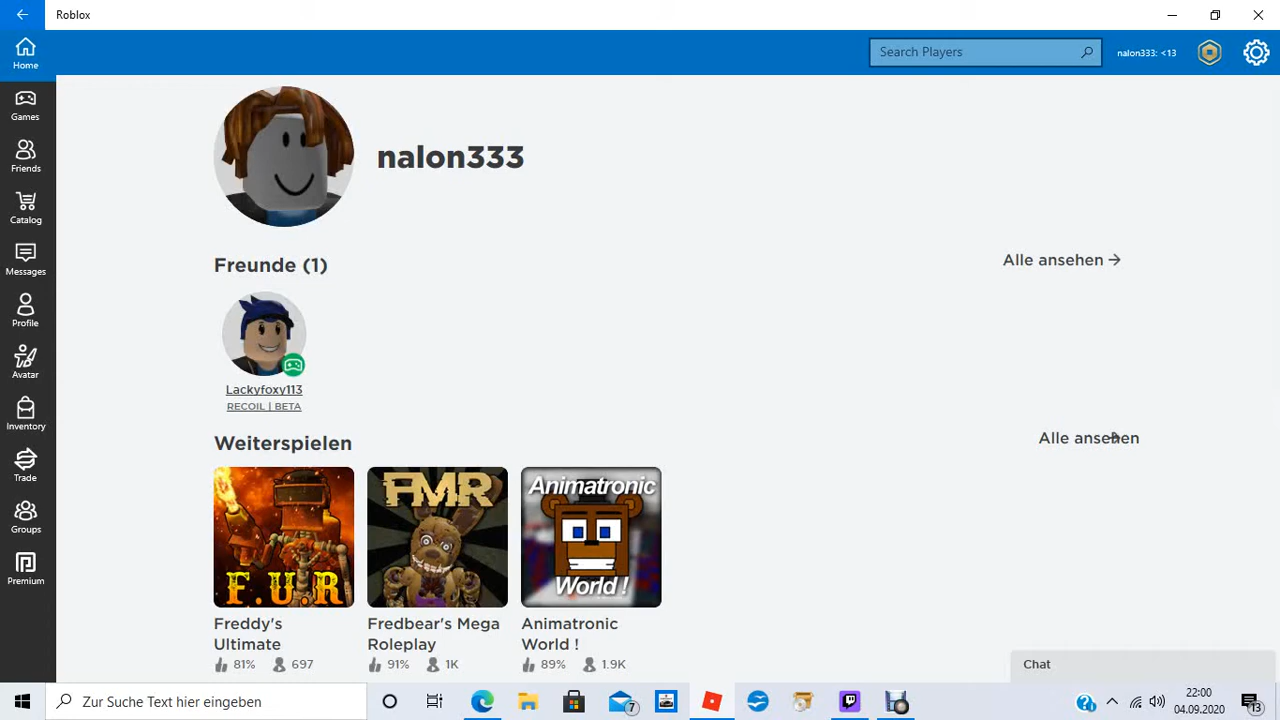 Roblox
Home
Search Players
nalon333: <13
Games
Friends
Catalog
Messages
Profile
Avatar
Inventory
Trade
Groups
Premium
nalon333
Freunde (1)
Alle ansehen →
Lackyfoxy113
RECOIL | BETA
Weiterspielen
Alle ansehen
F.U.R
FMR
Animatronic
World !
Freddy's
Ultimate
81% 697
Fredbear's Mega
Roleplay
91% 1K
Animatronic
World !
89% 1.9K
Chat
Zur Suche Text hier eingeben
7
22:00
04.09.2020
13